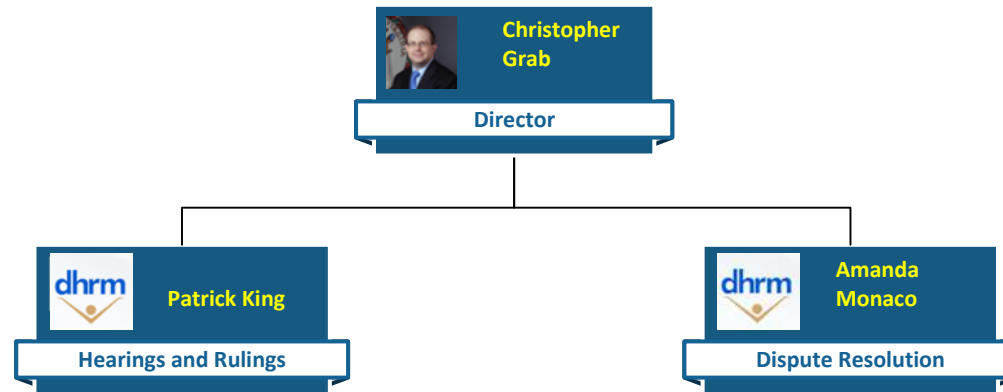 Christopher
Grab
Director
dhrm
Patrick King
Hearings and Rulings
dhrm
Amanda
Monaco
Dispute Resolution